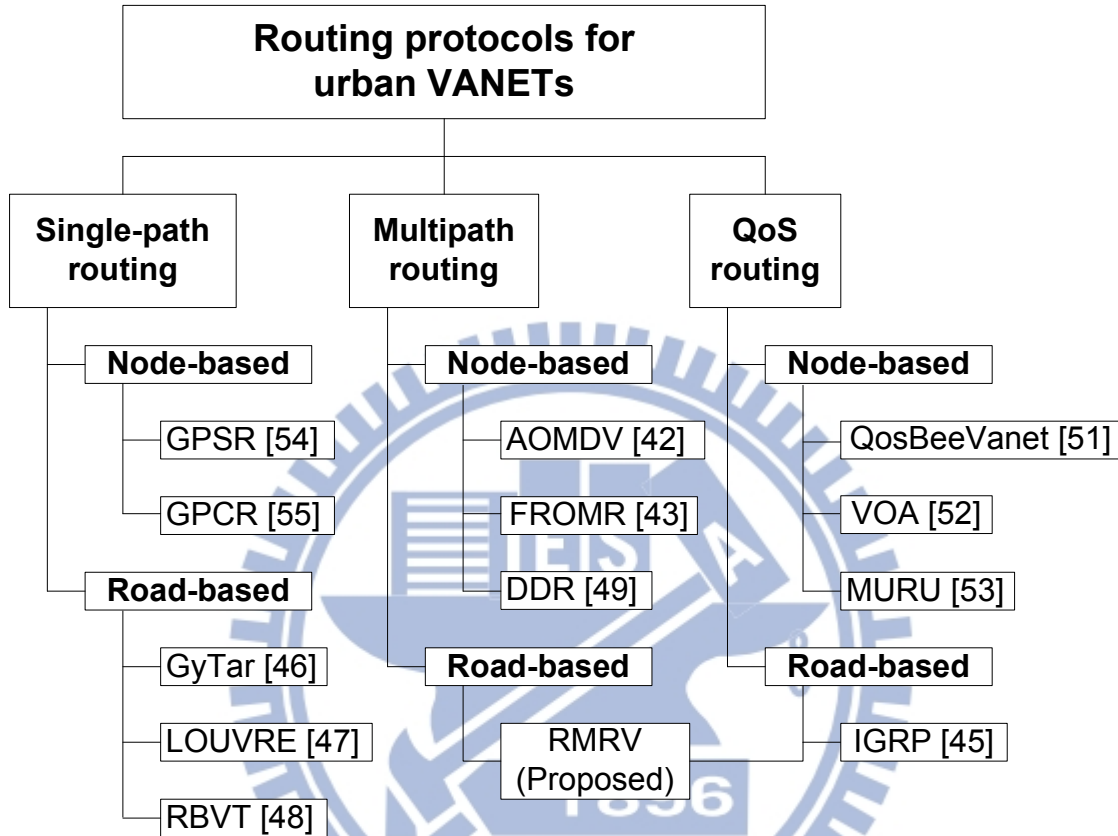 Routing protocols for
urban VANETs
Single-path
routing
Node-based
GPSR [54]
GPCR [55]
Road-based
GyTar [46]
LOUVRE [47]
RBVT [48]
Multipath
routing
Node-based
AOMDV [42]
FROMR [43]
DDR [49]
Road-based
RMRV
(Proposed)
QoS
routing
Node-based
QosBeeVanet [51]
VOA [52]
MURU [53]
Road-based
IGRP [45]
E S A
1896